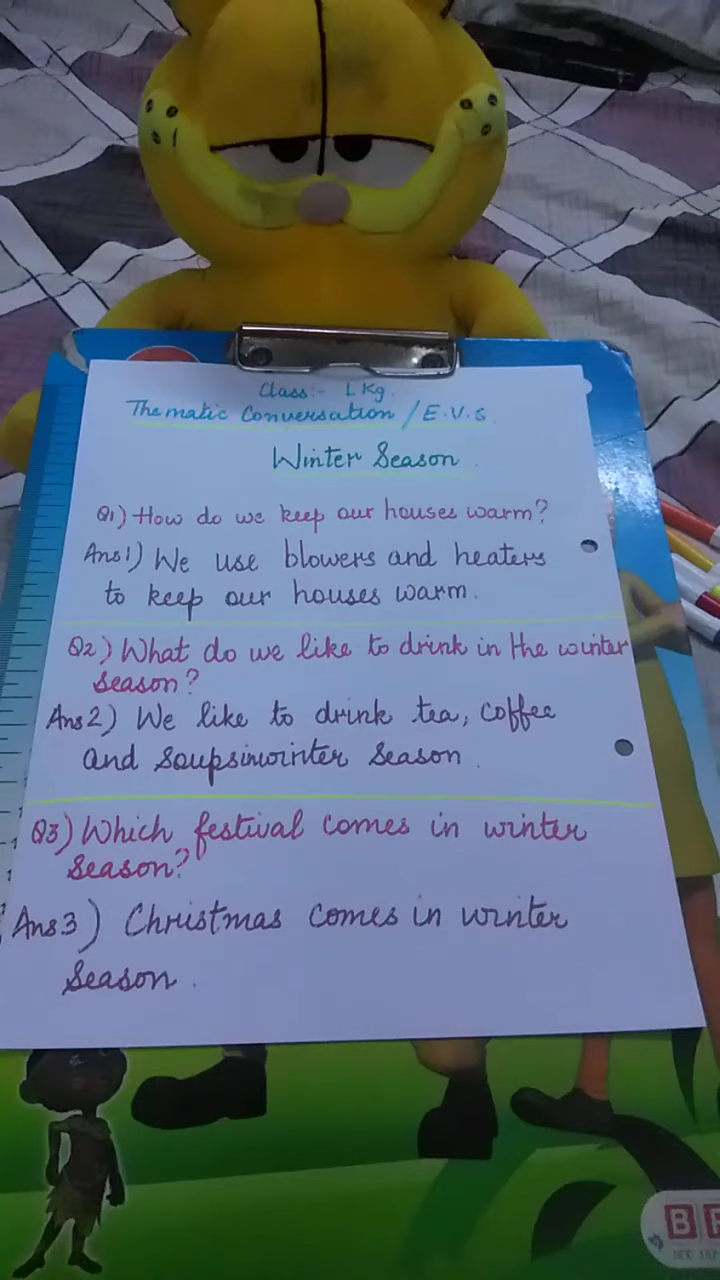 Class:- LKg.
Thematic Conversation / E.V.S.
Winter Season.
Q1) How do we keep our houses warm?
Ans1) We use blowers and heaters
to keep our houses warm.
Q2) What do we like to drink in the winter
season?
Ans2) We like to drink tea, coffee
and soupsinwinter season.
Q3) Which festival comes in winter
season?
Ans3) Christmas comes in winter
season.